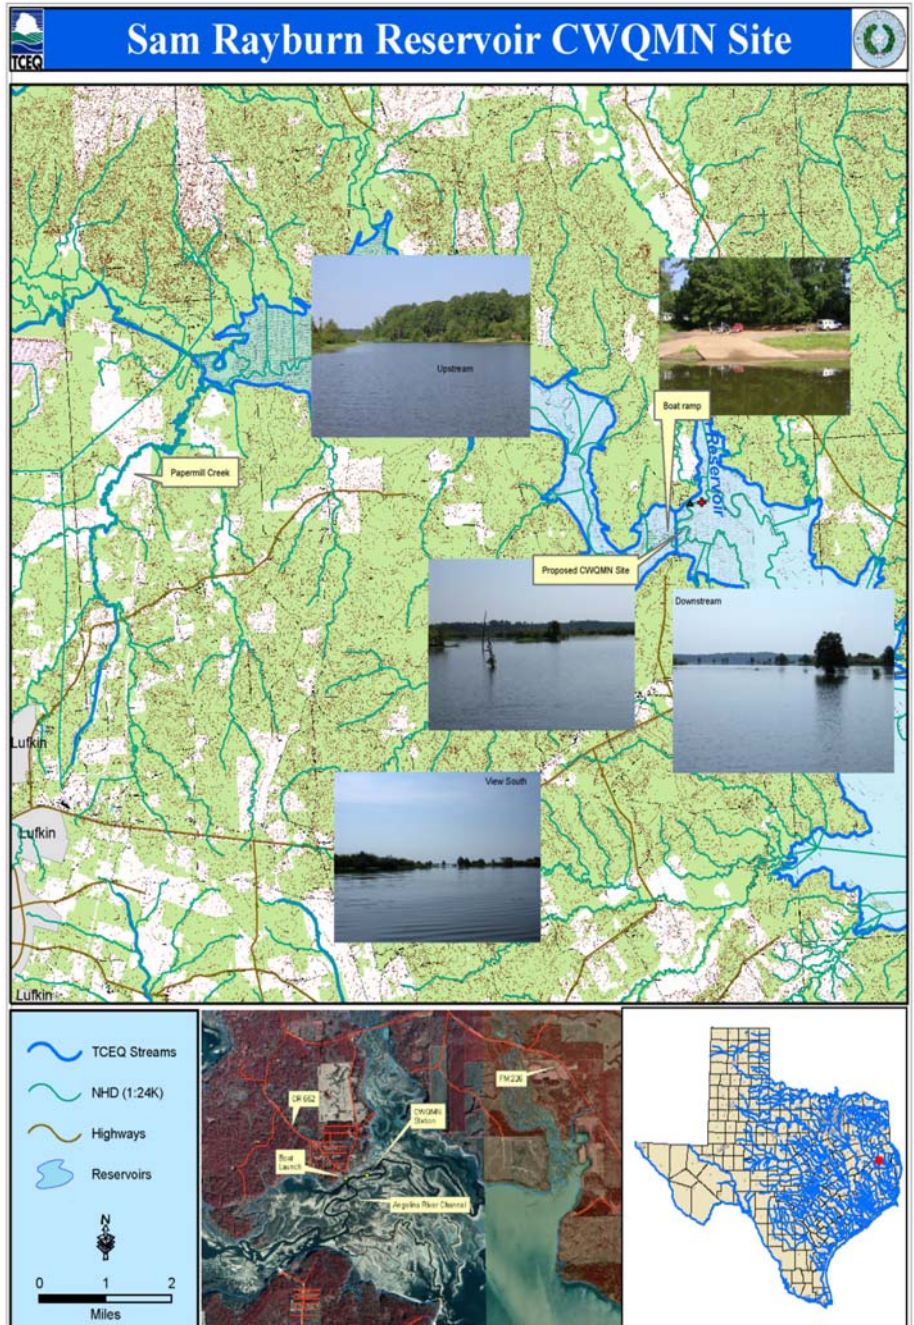 TCEQ
Sam Rayburn Reservoir CWQMN Site
Upstream
Boat ramp
Reservoir
Papermill Creek
Proposed CWQMN Site
Downstream
Lufkin
View South
Lufkin
Lufkin
TCEQ Streams
NHD (1:24K)
Highways
Reservoirs
N
0 1 2
Miles
CR 662
FM 226
CWQMN
Station
Boat
Launch
Angelina River Channel